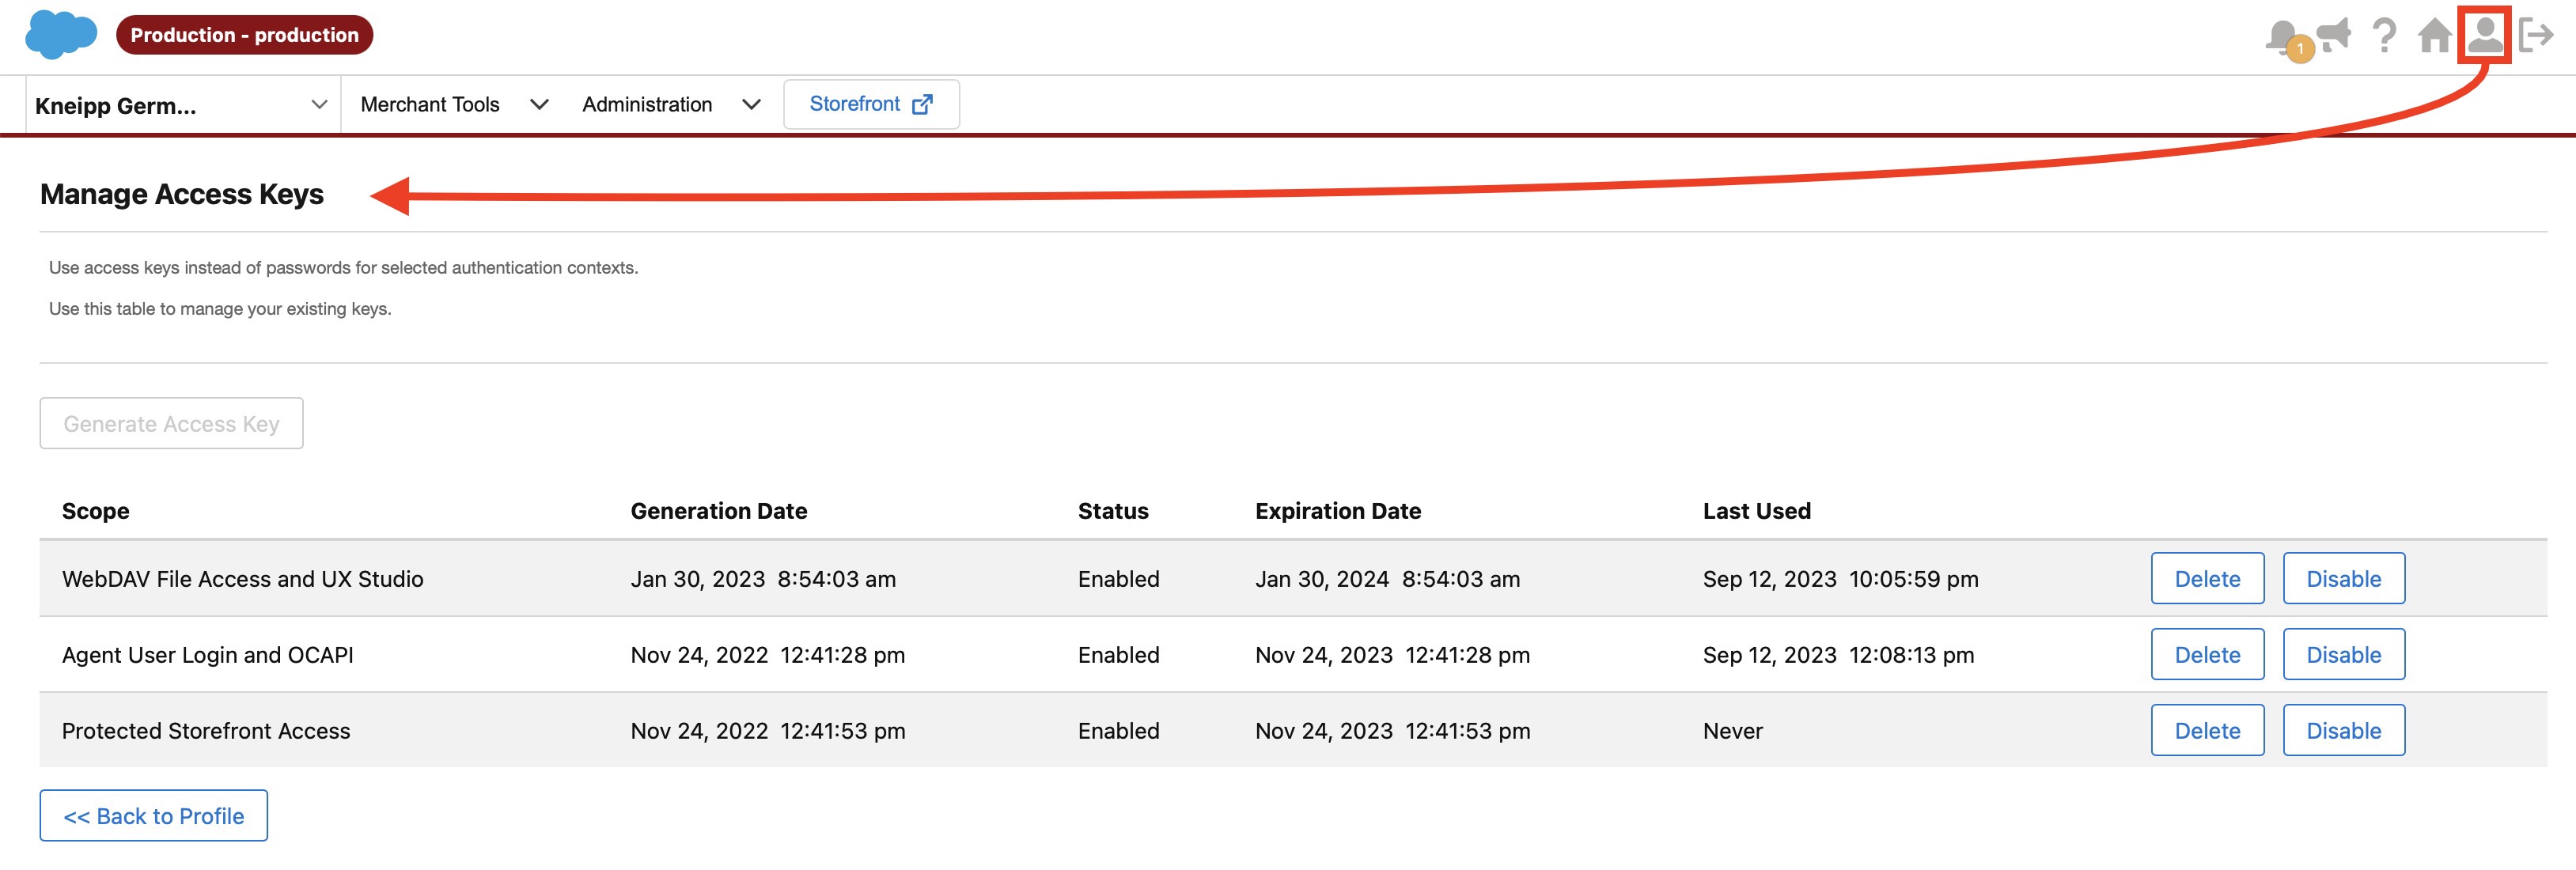 Production - production
1
Kneipp Germ...
Merchant Tools
Administration
Storefront
Manage Access Keys
Use access keys instead of passwords for selected authentication contexts.
Use this table to manage your existing keys.
Generate Access Key
Scope Generation Date Status Expiration Date Last Used
WebDAV File Access and UX Studio Jan 30, 2023 8:54:03 am Enabled Jan 30, 2024 8:54:03 am Sep 12, 2023 10:05:59 pm Delete Disable
Agent User Login and OCAPI Nov 24, 2022 12:41:28 pm Enabled Nov 24, 2023 12:41:28 pm Sep 12, 2023 12:08:13 pm Delete Disable
Protected Storefront Access Nov 24, 2022 12:41:53 pm Enabled Nov 24, 2023 12:41:53 pm Never Delete Disable
<< Back to Profile